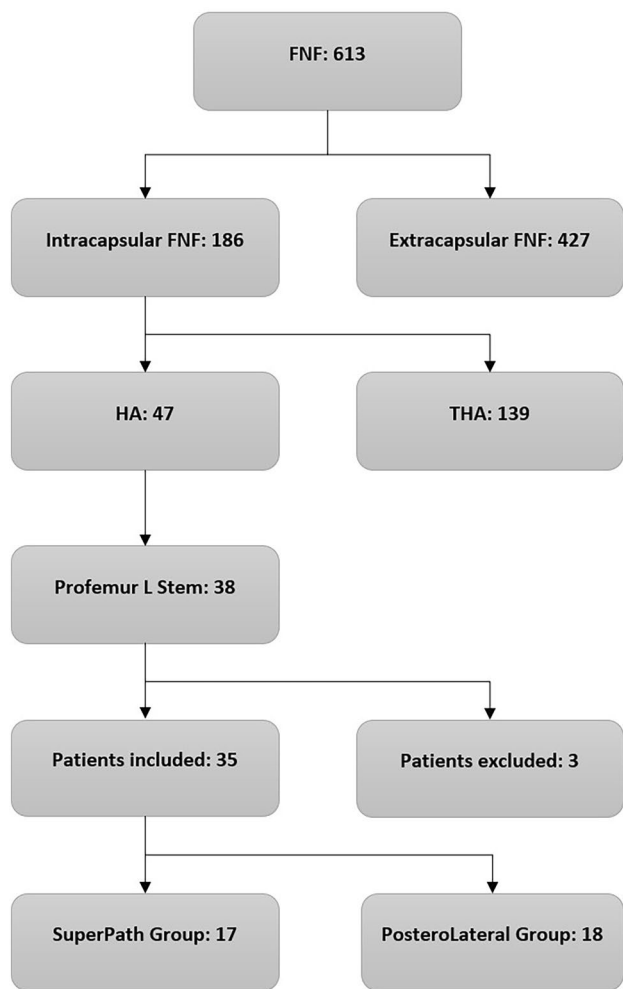 FNF: 613
Intracapsular FNF: 186
Extracapsular FNF: 427
HA: 47
THA: 139
Profemur L Stem: 38
Patients included: 35
Patients excluded: 3
SuperPath Group: 17
PosteroLateral Group: 18